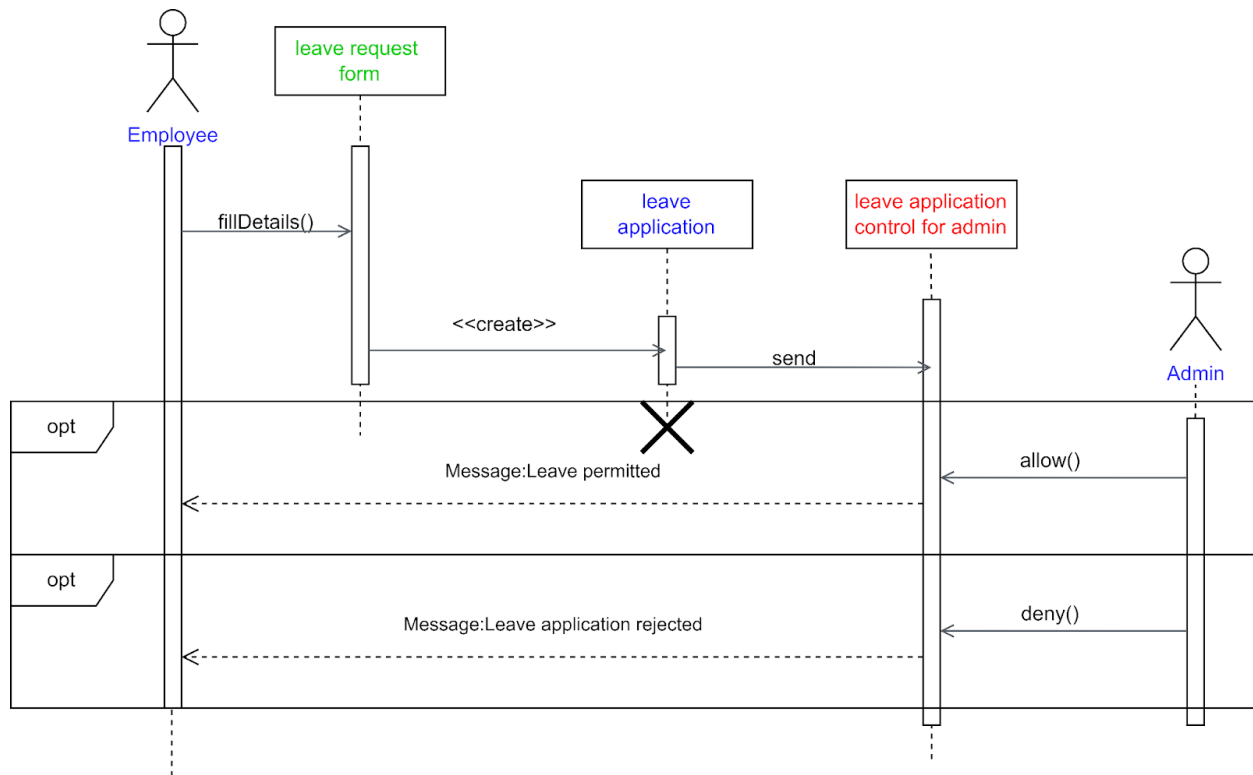 leave request
form
Employee
leave
application
leave application
control for admin
fillDetails()
<<create>>
send
Admin
opt
Message:Leave permitted
allow()
opt
Message:Leave application rejected
deny()